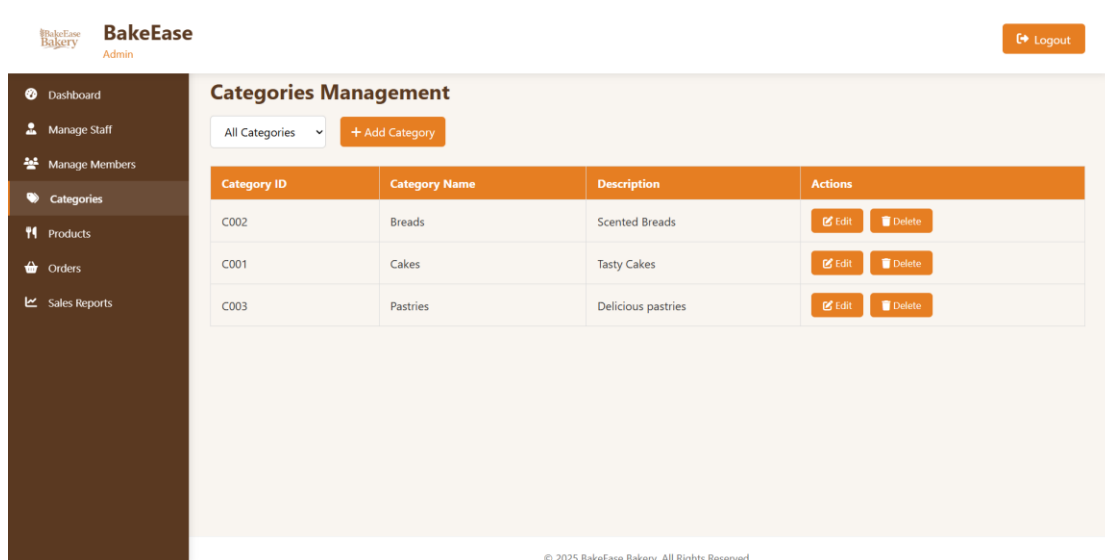 BakeEase
Bakery
BakeEase
Admin
Logout
Dashboard
Manage Staff
Manage Members
Categories
Products
Orders
Sales Reports
Categories Management
All Categories
+ Add Category
Category ID Category Name Description Actions
C002 Breads Scented Breads Edit Delete
C001 Cakes Tasty Cakes Edit Delete
C003 Pastries Delicious pastries Edit Delete
© 2025 BakeEase Bakery. All Rights Reserved